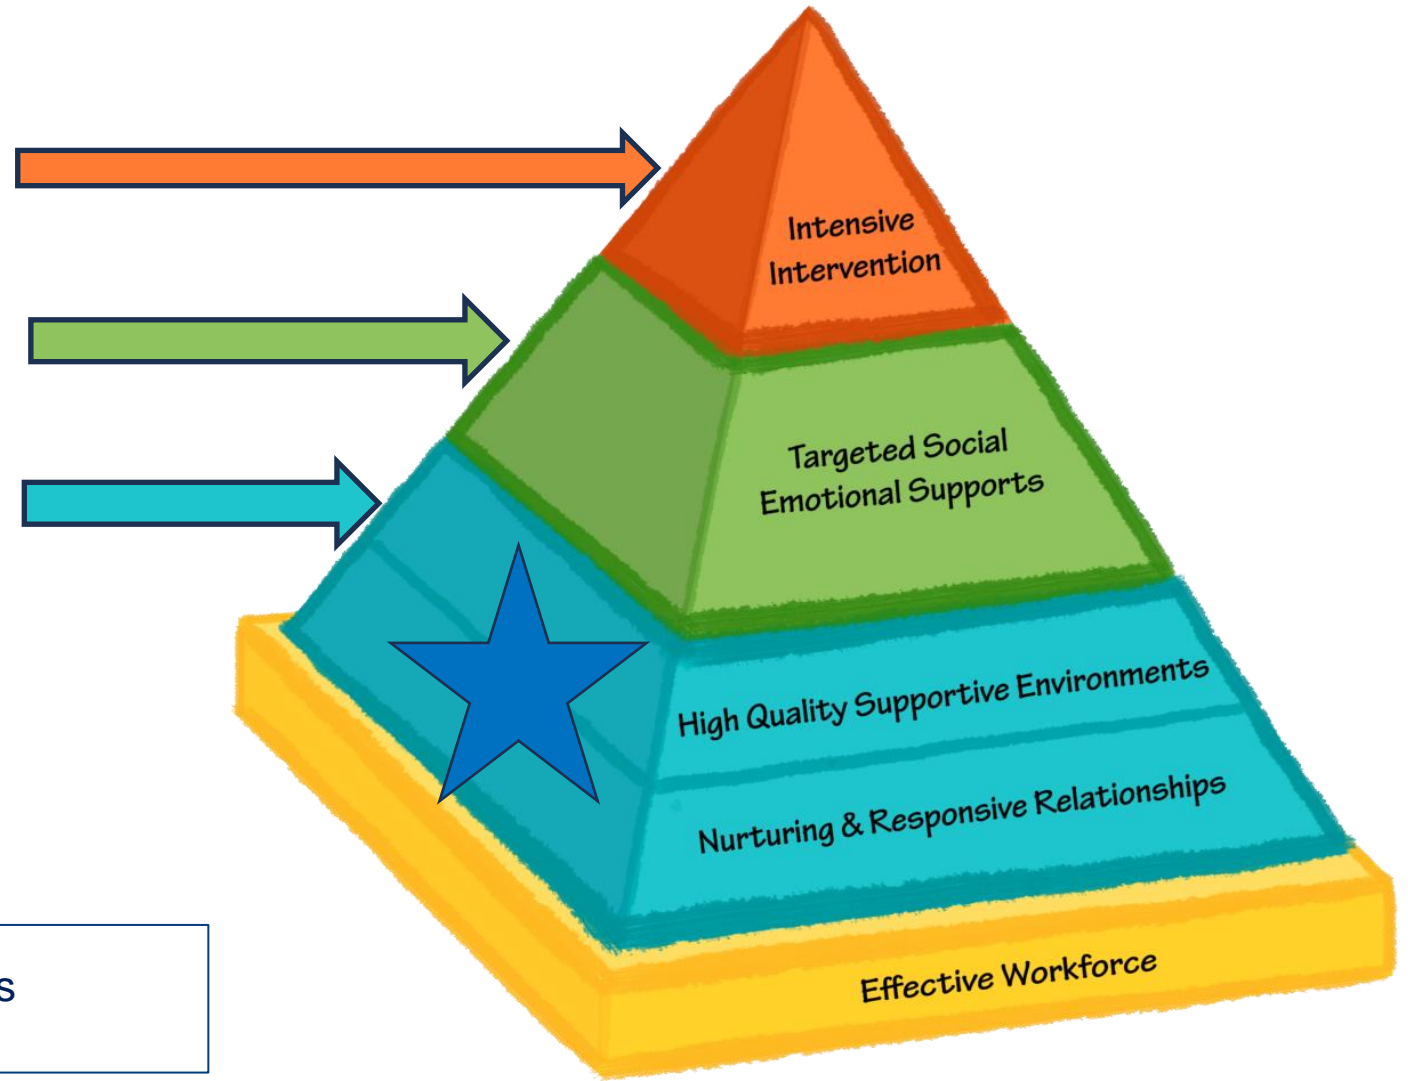 Intensive
Intervention
Targeted Social
Emotional Supports
High Quality Supportive Environments
Nurturing & Responsive Relationships
Effective Workforce
s